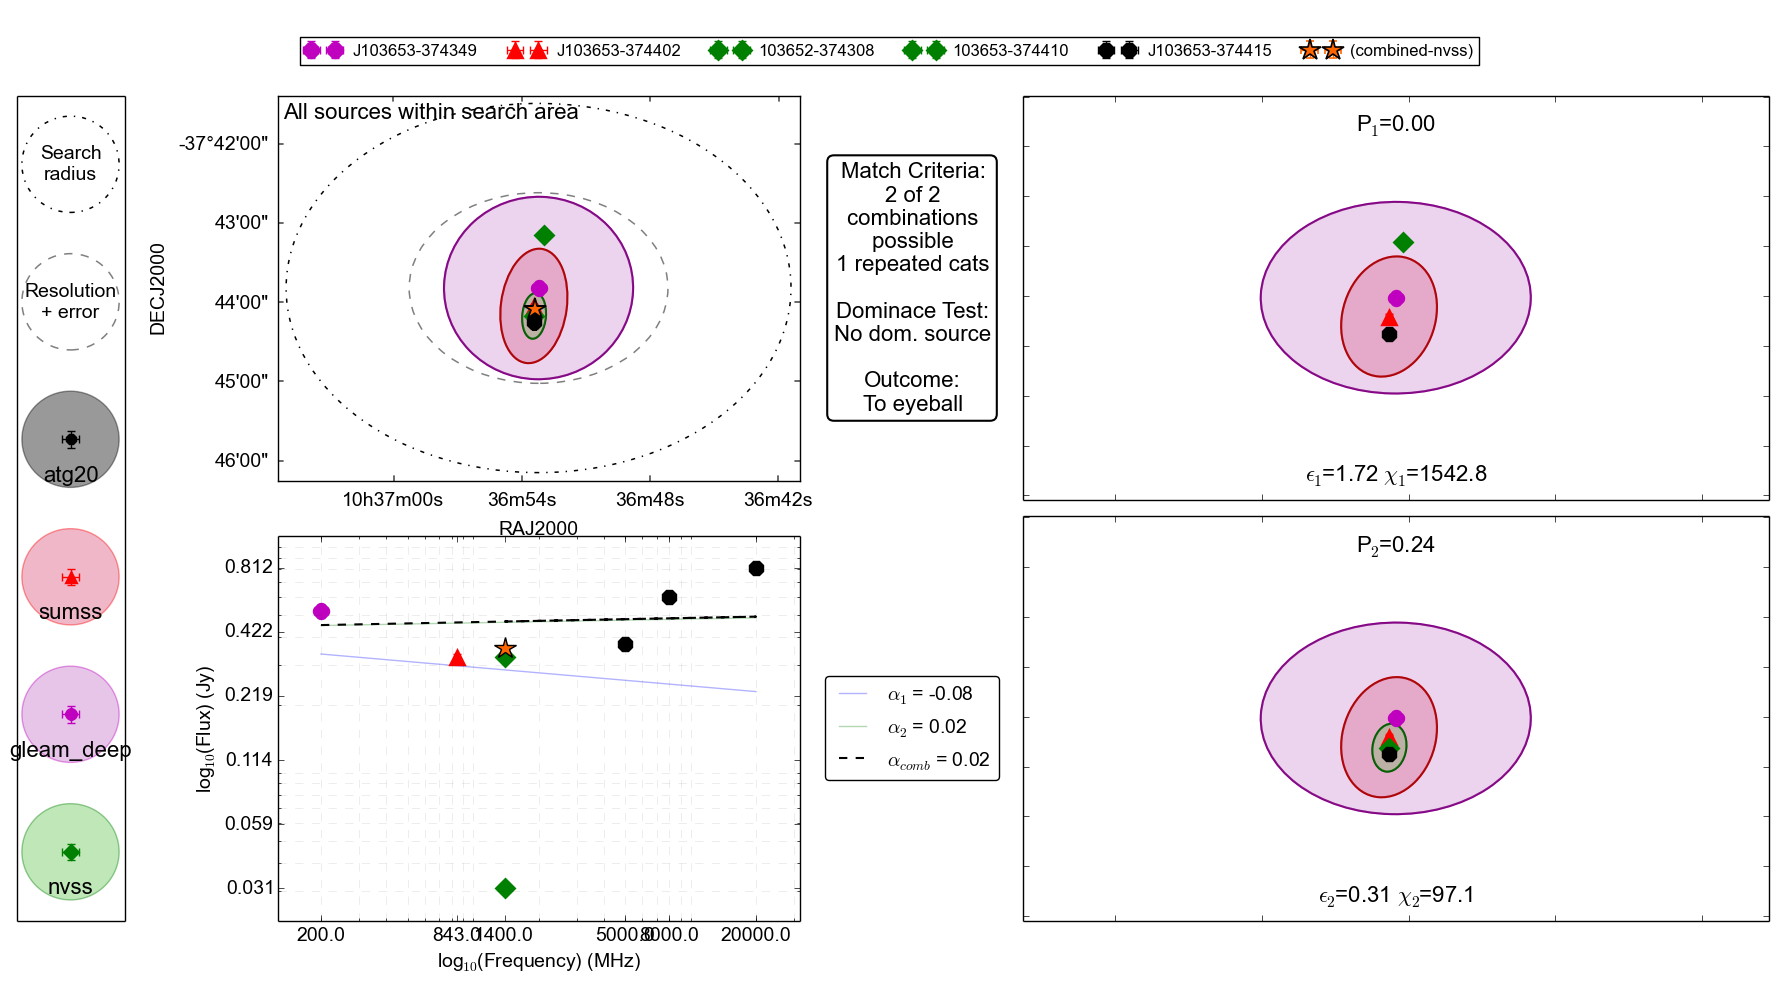 J103653-374349 J103653-374402 103652-374308 103653-374410 J103653-374415 (combined-nvss)
Search
radius
Resolution
+ error
atg20
sumss
gleam_deep
nvss
All sources within search area
DECJ2000
-37°42'00"
43'00"
44'00"
45'00"
46'00"
10h37m00s 36m54s 36m48s 36m42s
RAJ2000
Match Criteria:
2 of 2
combinations
possible
1 repeated cats
Dominace Test:
No dom. source
Outcome:
To eyeball
P1=0.00
ϵ1=1.72 χ1=1542.8
log10(Flux) (Jy)
0.812
0.422
0.219
0.114
0.059
0.031
200.0 843.0 1400.0 5000.0 8000.0 20000.0
log10(Frequency) (MHz)
α1 = -0.08
α2 = 0.02
αcomb = 0.02
P2=0.24
ϵ2=0.31 χ2=97.1